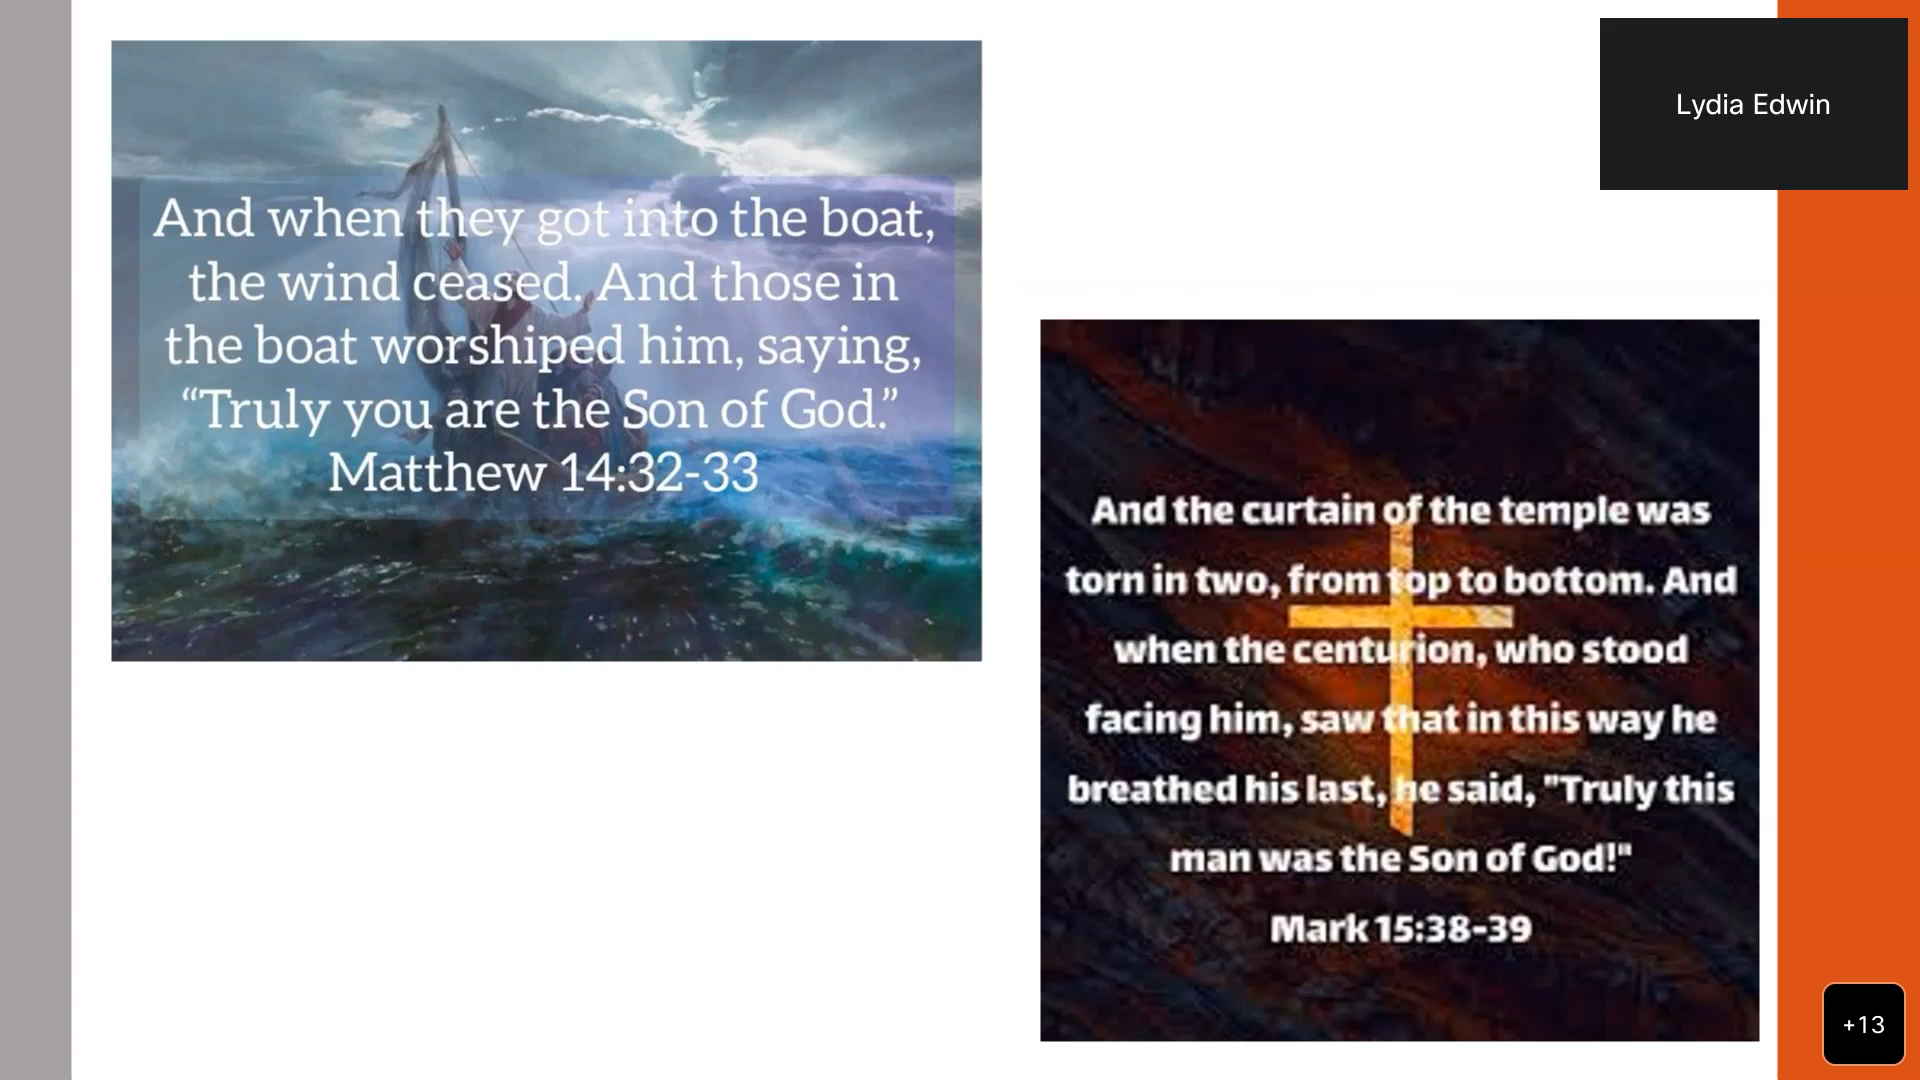 And when they got into the boat,
the wind ceased. And those in
the boat worshiped him, saying,
“Truly you are the Son of God.”
Matthew 14:32-33
Lydia Edwin
And the curtain of the temple was
torn in two, from top to bottom. And
when the centurion, who stood
facing him, saw that in this way he
breathed his last, he said, "Truly this
man was the Son of God!"
Mark 15:38-39
+13